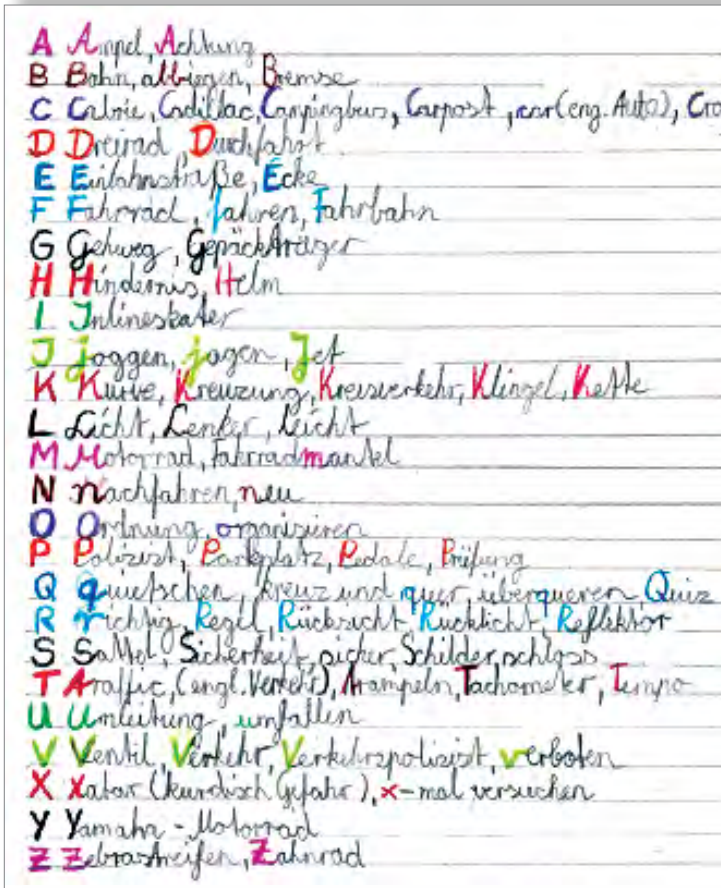 A Ampel, Achtung
B Bahn, abbiegen, Bremse
C Cabrio, Cadillac, Campingbus, Carpost, car (eng. Auto),
D Dreirad, Durchfahrt
E Einbahnstraße, Ecke
F Fahrrad, fahren, Fahrbahn
G Gehweg, Gepäckträger
H Hindernis, Helm
I Inlineskater
J joggen, jagen, Jet
K Kurve, Kreuzung, Kreisverkehr, Klingel, Kette
L Licht, Lenker, leicht
M Motorrad, Fahrradmantel
N nachfahren, neu
O Ordnung, organisieren
P Polizist, Parkplatz, Pedale, Prüfung
Q quietschen, kreuz und quer, überqueren, Quiz
R richtig, Regel, Rücksicht, Rücklicht, Reflektor
S Sattel, Sicherheit, sicher, Schilder, schloss
T traffic, (engl. Verkehr), trampeln, Tachometer, Tempo
U Umleitung, umfallen
V Ventil, Verkehr, Verkehrspolizist, verboten
X Xatar (kurdisch Gefahr), x-mal versuchen
Y Yamaha - Motorrad
Z Zebrastreifen, Zahnrad